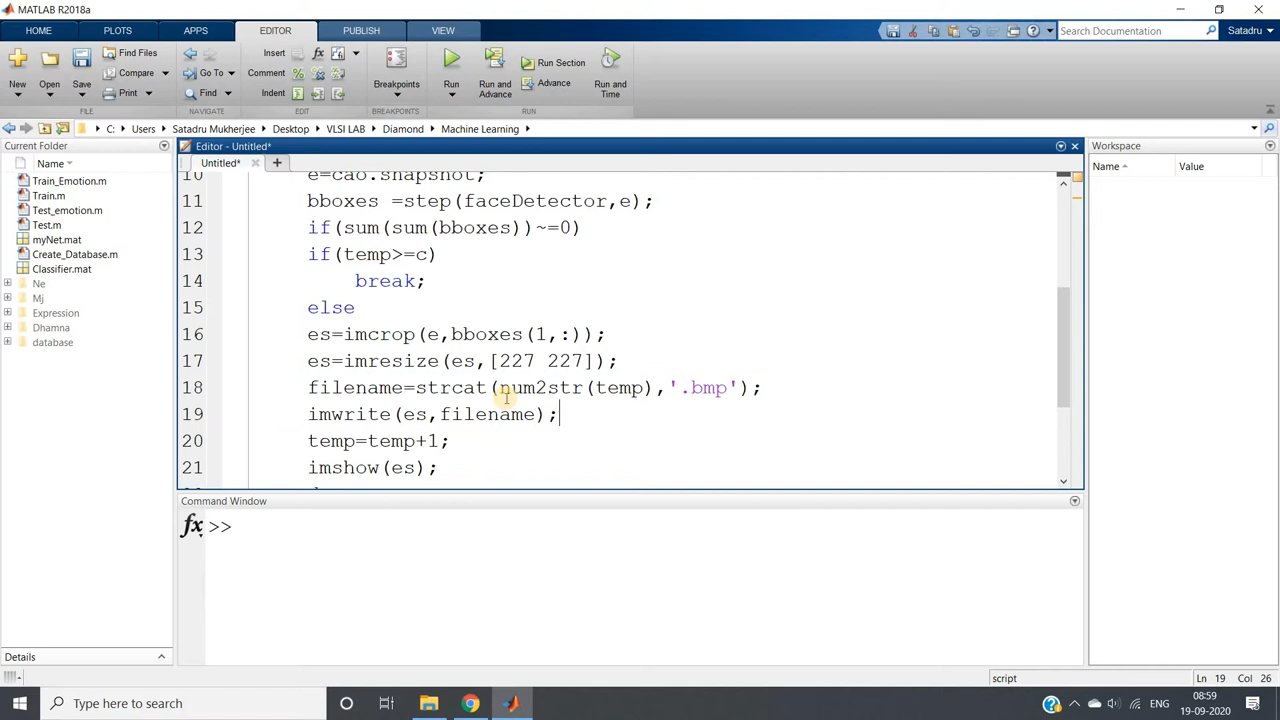 MATLAB R2018a
HOME PLOTS APPS EDITOR PUBLISH VIEW
Search Documentation Satadru
New Open Save Find Files Compare Print
Go To Find
Insert fx
Comment % 
Indent
Breakpoints Run Run and Advance Run Section Advance Run and Time
FILE NAVIGATE EDIT BREAKPOINTS RUN
C: Users Satadru Mukherjee Desktop VLSI LAB Diamond Machine Learning
Current Folder
Name
Train_Emotion.m
Train.m
Test_emotion.m
Test.m
myNet.mat
Create_Database.m
Classifier.mat
Ne
Mj
Expression
Dhamna
database
Details
Editor - Untitled*
Untitled* +
10 e=cao.snapshot;
11 bboxes =step(faceDetector,e);
12 if(sum(sum(bboxes))~=0)
13 if(temp>=c)
14 break;
15 else
16 es=imcrop(e,bboxes(1,:));
17 es=imresize(es,[227 227]);
18 filename=strcat(num2str(temp),'.bmp');
19 imwrite(es,filename);
20 temp=temp+1;
21 imshow(es);
Command Window
fx >>
Workspace
Name Value
script Ln 19 Col 26
Type here to search
ENG 08:59 19-09-2020